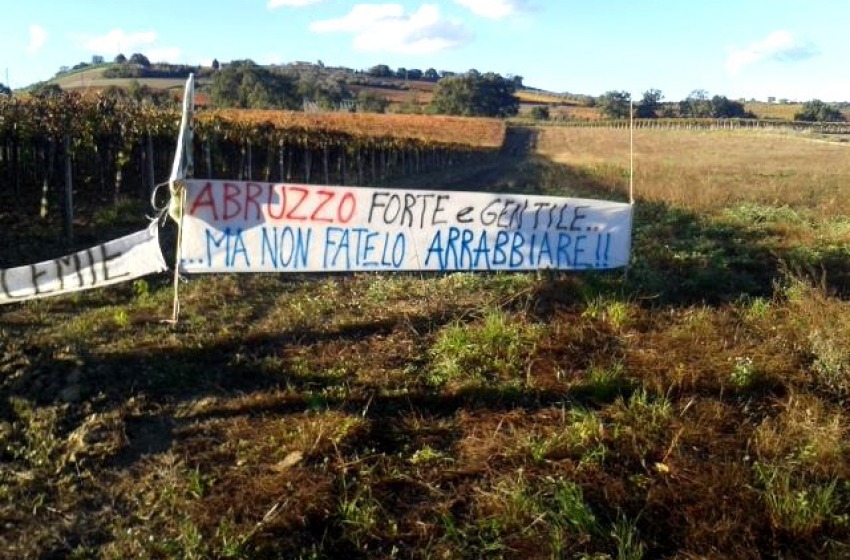 ABRUZZO FORTE e GENTILE..
...MA NON FATELO ARRABBIARE!!